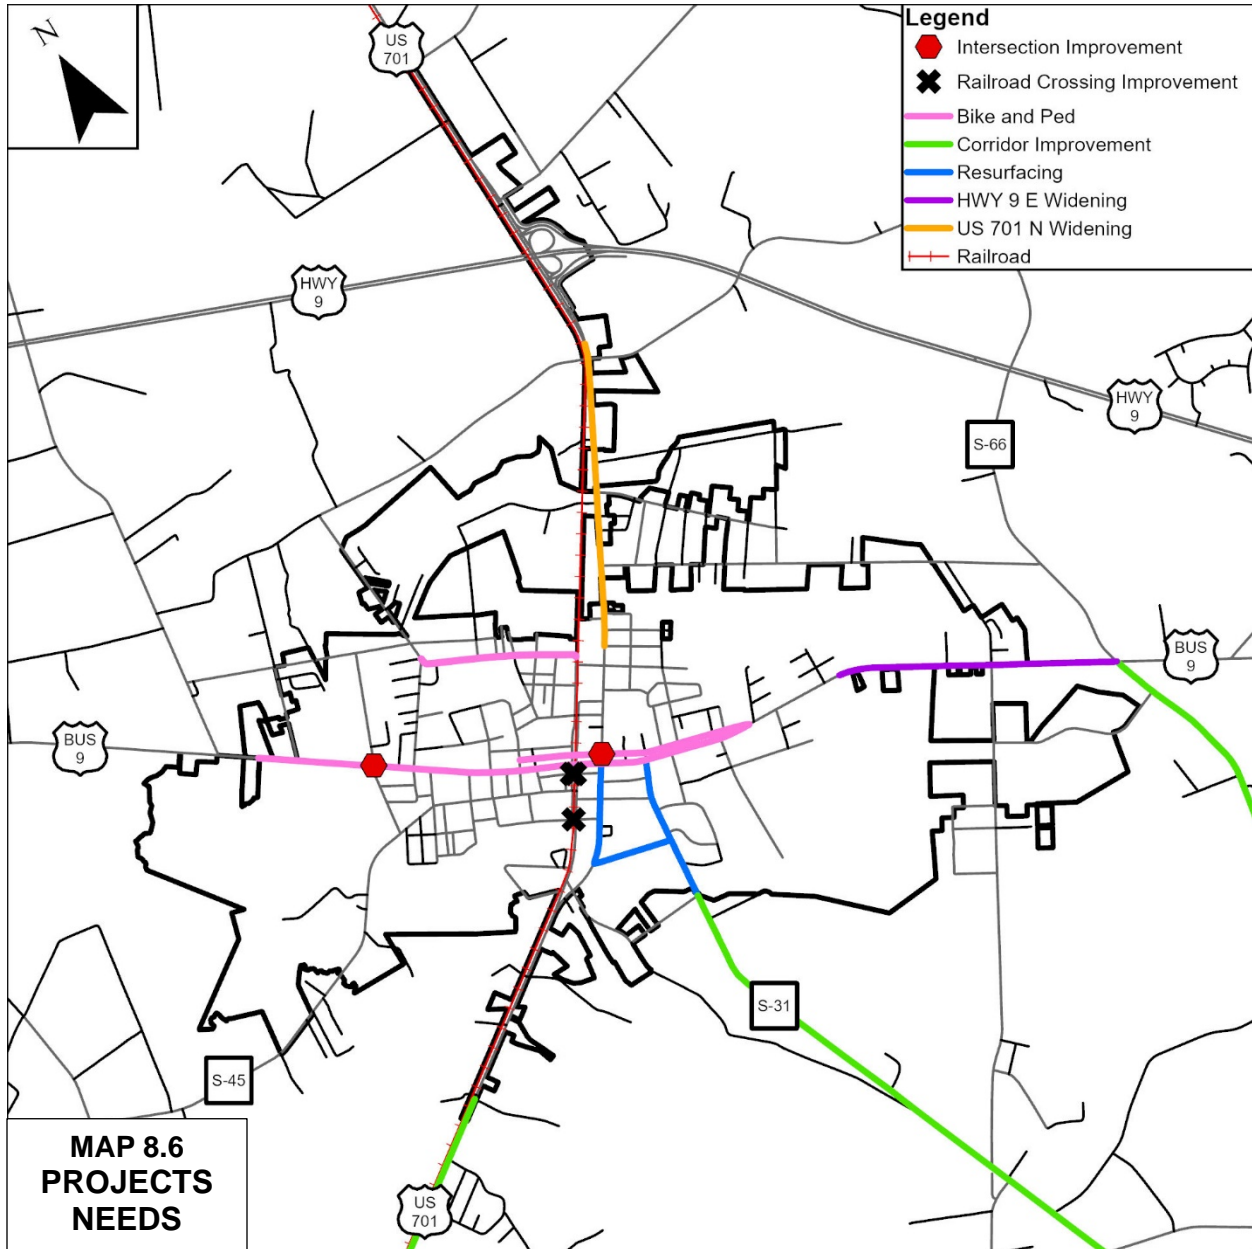 N
US
701
Legend
Intersection Improvement
Railroad Crossing Improvement
Bike and Ped
Corridor Improvement
Resurfacing
HWY 9 E Widening
US 701 N Widening
Railroad
HWY
9
HWY
9
S-66
BUS
9
BUS
9
S-31
S-45
US
701
MAP 8.6
PROJECTS
NEEDS